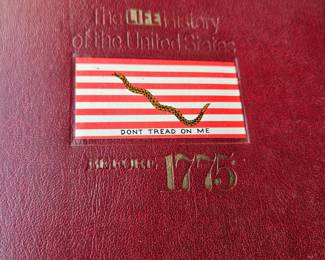 The LIFE History
of the United States
DONT TREAD ON ME
BEFORE 1775